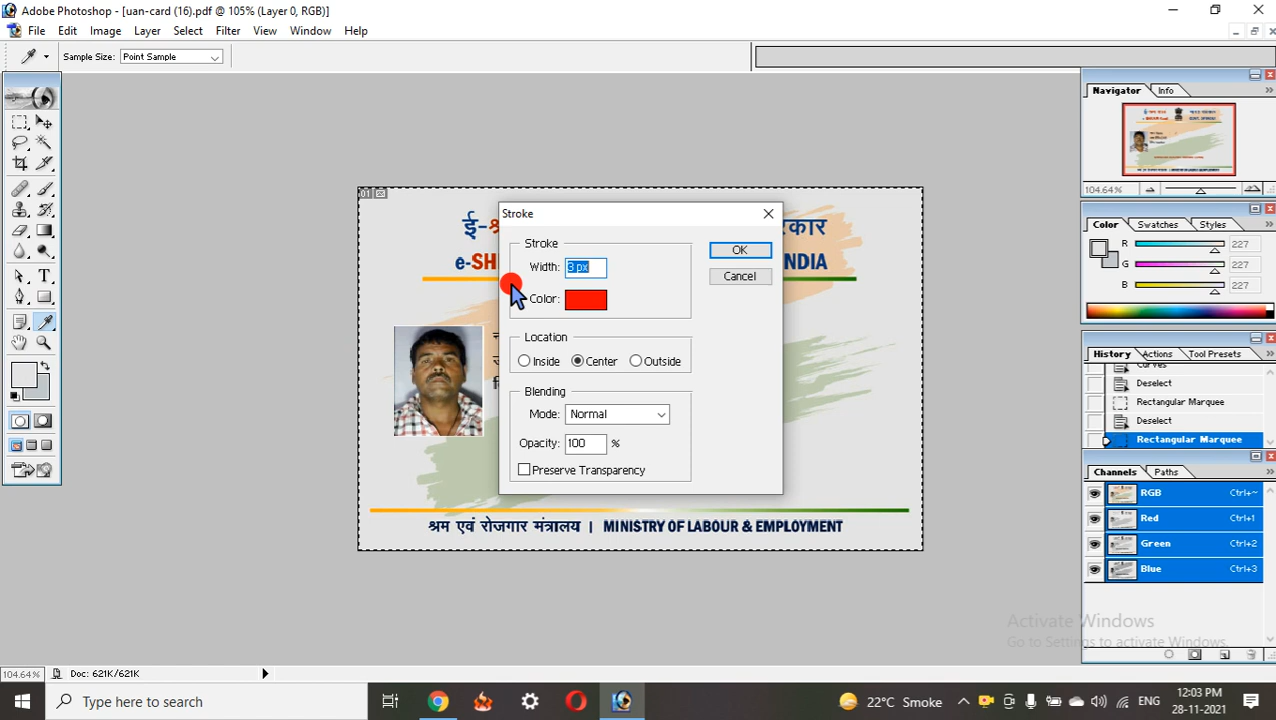 Adobe Photoshop - [uan-card (16).pdf @ 105% (Layer 0, RGB)]
File Edit Image Layer Select Filter View Window Help
Sample Size: Point Sample
Navigator Info
104.64%
Color Swatches Styles
R 227
G 227
B 227
History Actions Tool Presets
Curves
Deselect
Rectangular Marquee
Deselect
Rectangular Marquee
Channels Paths
RGB Ctrl+~
Red Ctrl+1
Green Ctrl+2
Blue Ctrl+3
01
ई-श्र
रकार
e-SH
INDIA
Stroke
Stroke
Width: 3 px
Color:
OK
Cancel
Location
Inside Center Outside
Blending
Mode: Normal
Opacity: 100 %
Preserve Transparency
श्रम एवं रोजगार मंत्रालय | MINISTRY OF LABOUR & EMPLOYMENT
Activate Windows
Go to Settings to activate Windows.
104.64% Doc: 621K/621K
Type here to search
22°C Smoke
ENG
12:03 PM
28-11-2021